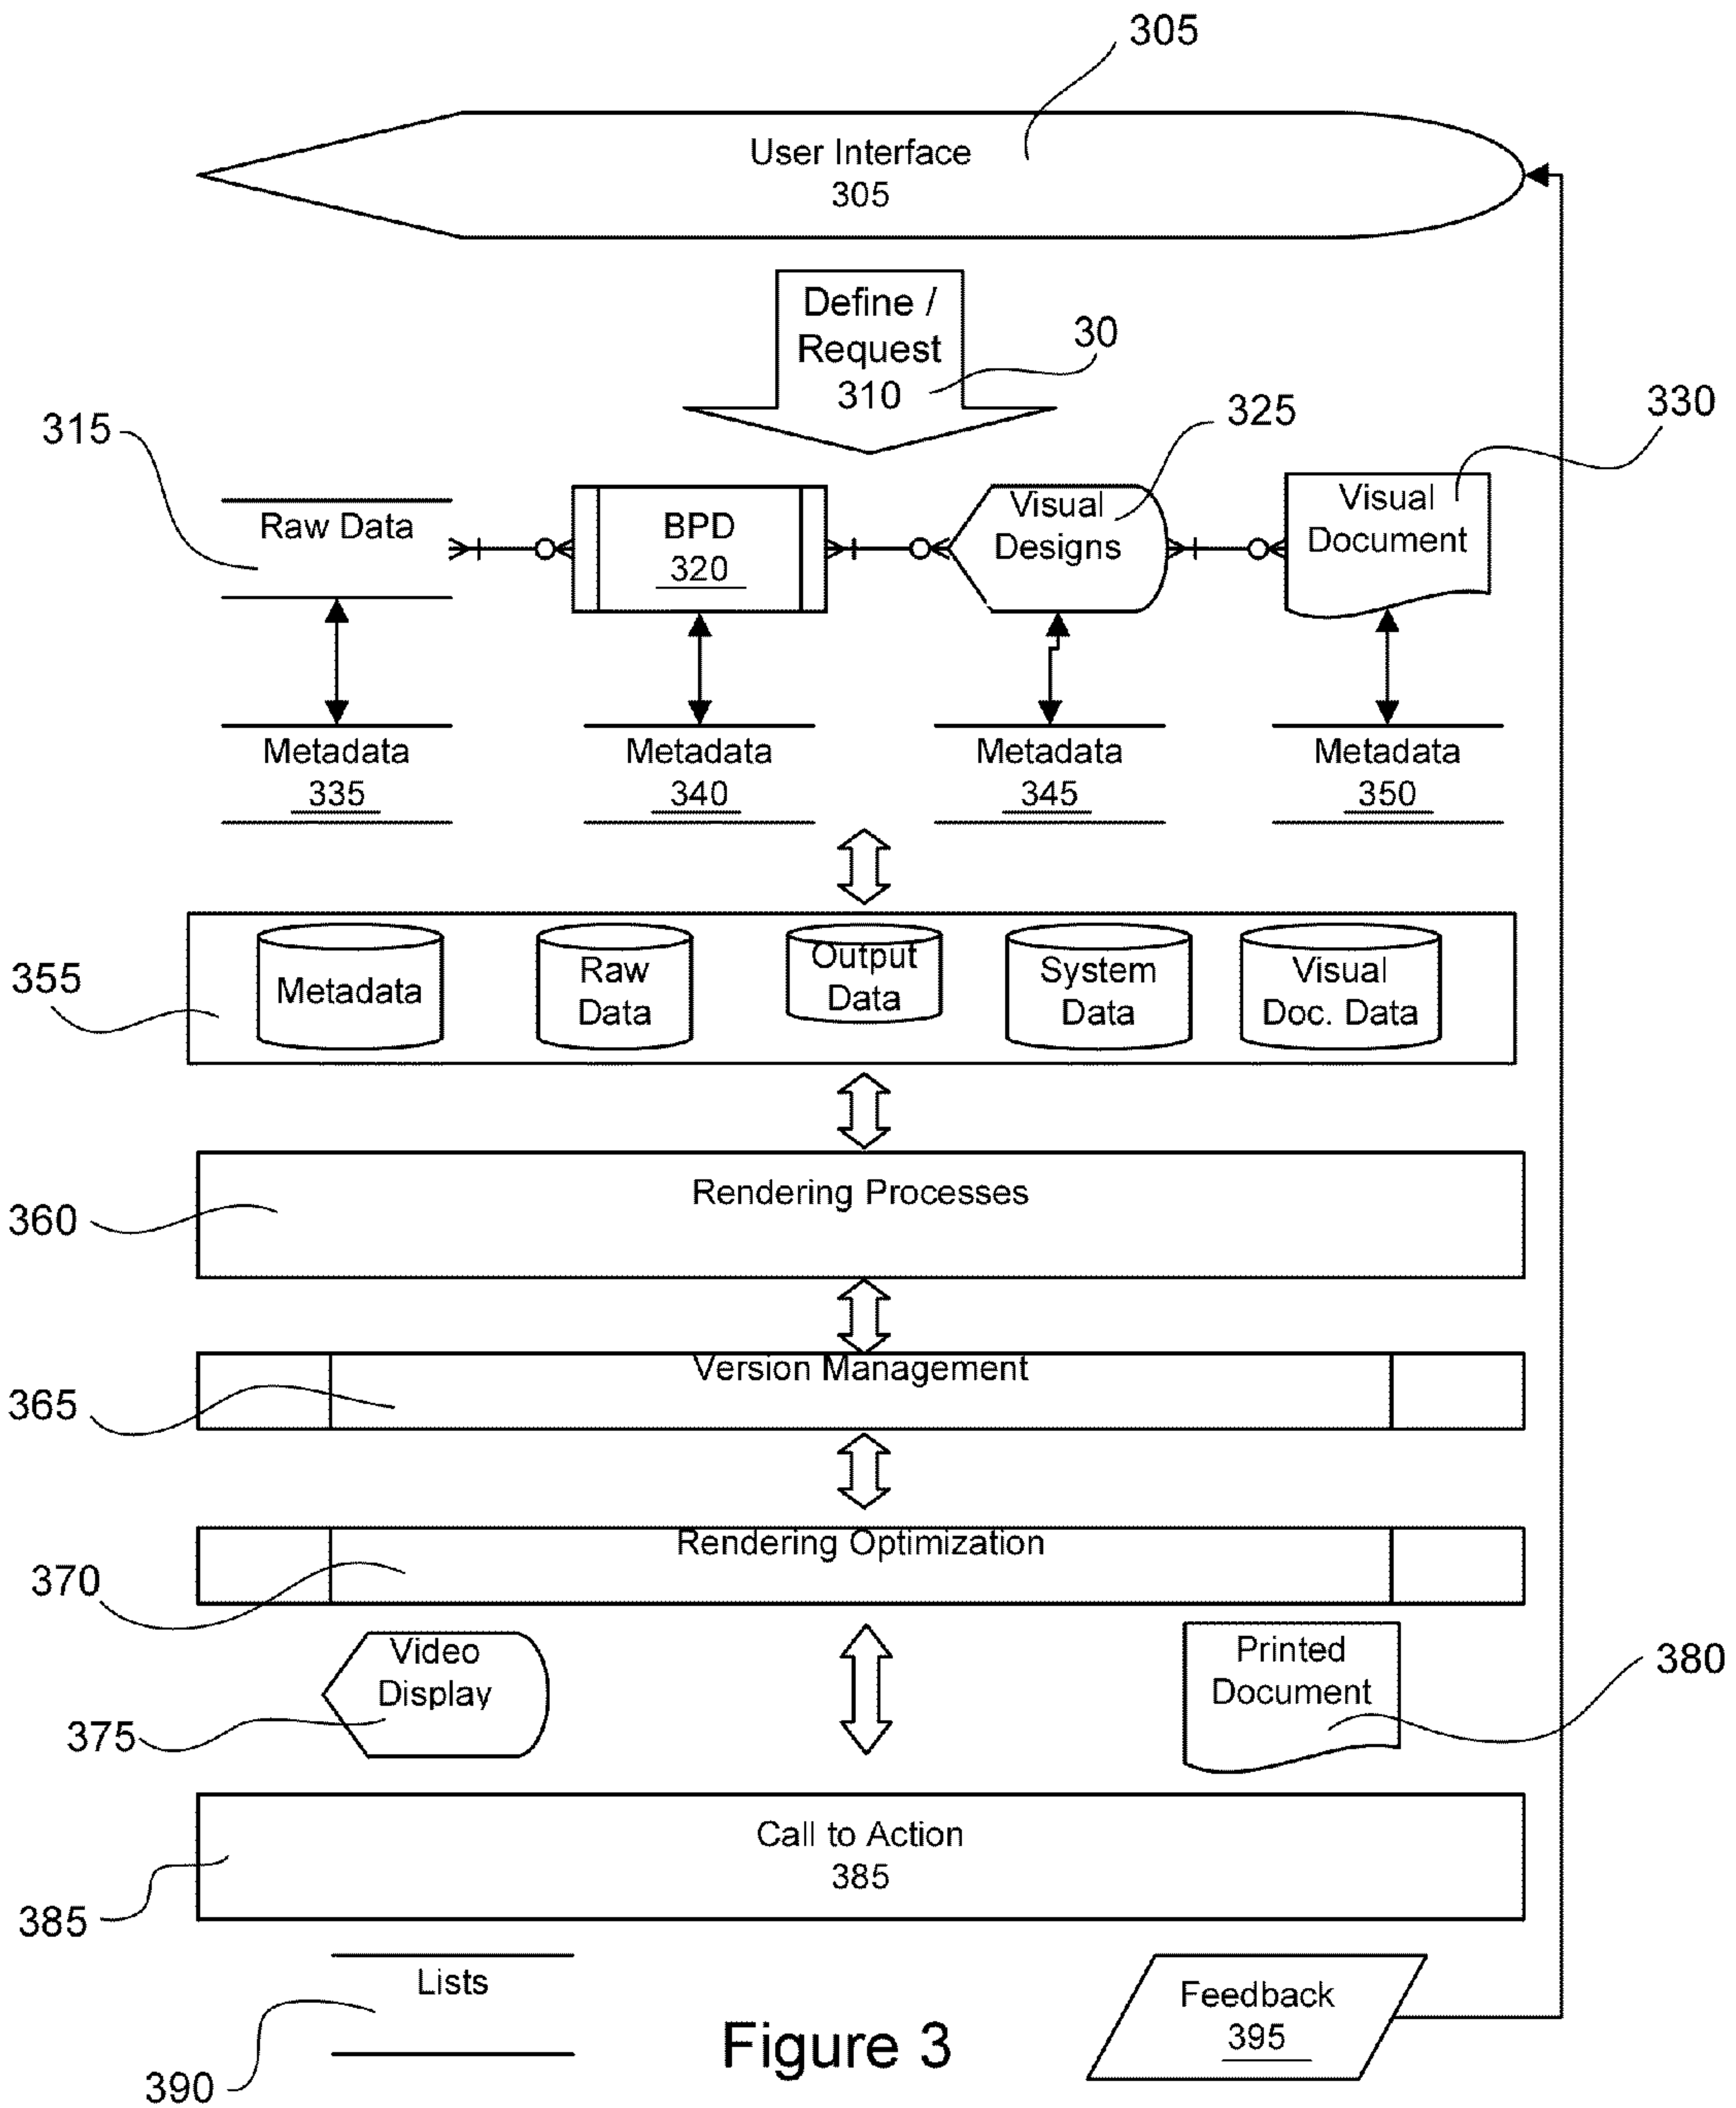 305
User Interface
305
Define /
Request
310
30
315
325
330
Raw Data
BPD
320
Visual
Designs
Visual
Document
Metadata
335
Metadata
340
Metadata
345
Metadata
350
355
Metadata
Raw
Data
Output
Data
System
Data
Visual
Doc. Data
360
Rendering Processes
365
Version Management
370
Rendering Optimization
375
Video
Display
Printed
Document
380
Call to Action
385
385
Lists
390
Feedback
395
Figure 3